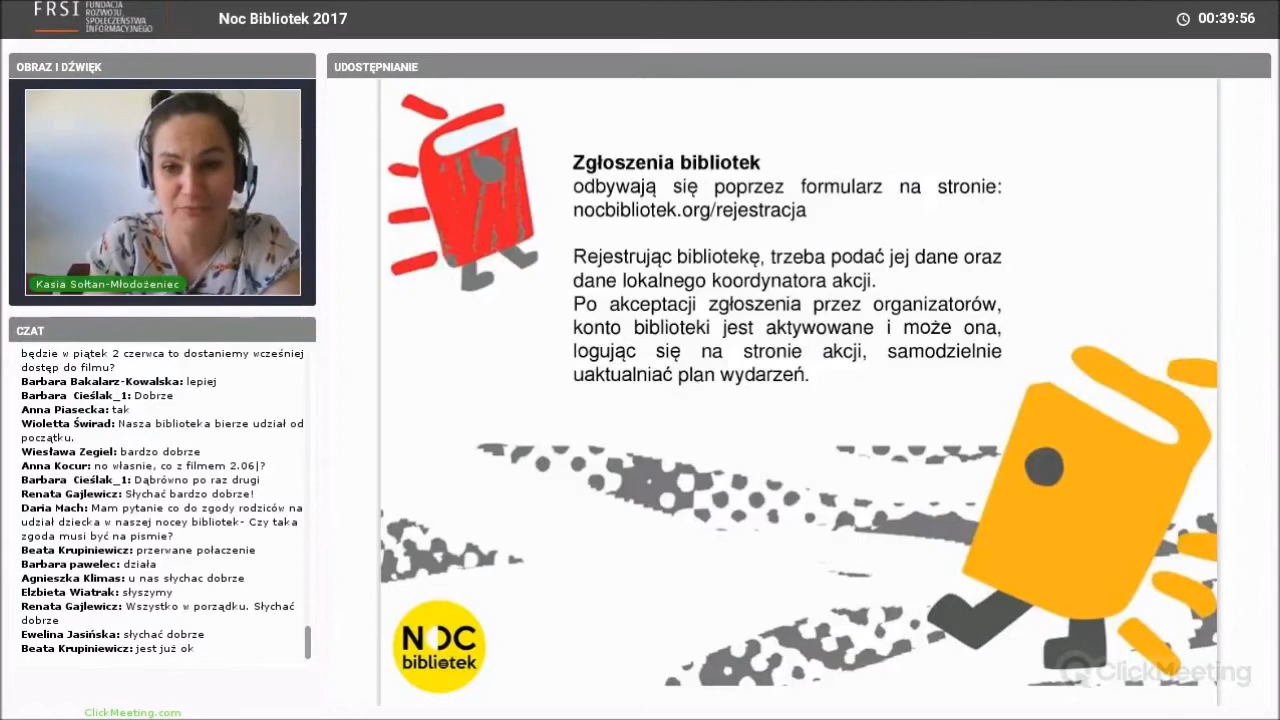 FRSI
FUNDACJA
ROZWOJU
SPOŁECZEŃSTWA
INFORMACYJNEGO
Noc Bibliotek 2017
00:39:56
OBRAZ I DŹWIĘK
UDOSTĘPNIANIE
Kasia Sołtan-Młodożeniec
CZAT
będzie w piątek 2 czerwca to dostaniemy wcześniej
dostęp do filmu?
Barbara Bakalarz-Kowalska: lepiej
Barbara Cieślak_1: Dobrze
Anna Piasecka: tak
Wioletta Świrad: Nasza biblioteka bierze udział od
początku.
Wiesława Zegiel: bardzo dobrze
Anna Kocur: no własnie, co z filmem 2.06|?
Barbara Cieślak_1: Dąbrówno po raz drugi
Renata Gajlewicz: Słychać bardzo dobrze!
Daria Mach: Mam pytanie co do zgody rodziców na
udział dziecka w naszej nocey bibliotek- Czy taka
zgoda musi być na pismie?
Beata Krupiniewicz: przerwane połaczenie
Barbara pawelec: działa
Agnieszka Klimas: u nas słychac dobrze
Elzbieta Wiatrak: słyszymy
Renata Gajlewicz: Wszystko w porządku. Słychać
dobrze
Ewelina Jasińska: słychać dobrze
Beata Krupiniewicz: jest już ok
ClickMeeting.com
Zgłoszenia bibliotek
odbywają się poprzez formularz na stronie:
nocbibliotek.org/rejestracja
Rejestrując bibliotekę, trzeba podać jej dane oraz
dane lokalnego koordynatora akcji.
Po akceptacji zgłoszenia przez organizatorów,
konto biblioteki jest aktywowane i może ona,
logując się na stronie akcji, samodzielnie
uaktualniać plan wydarzeń.
NOC
bibliotek
ClickMeeting